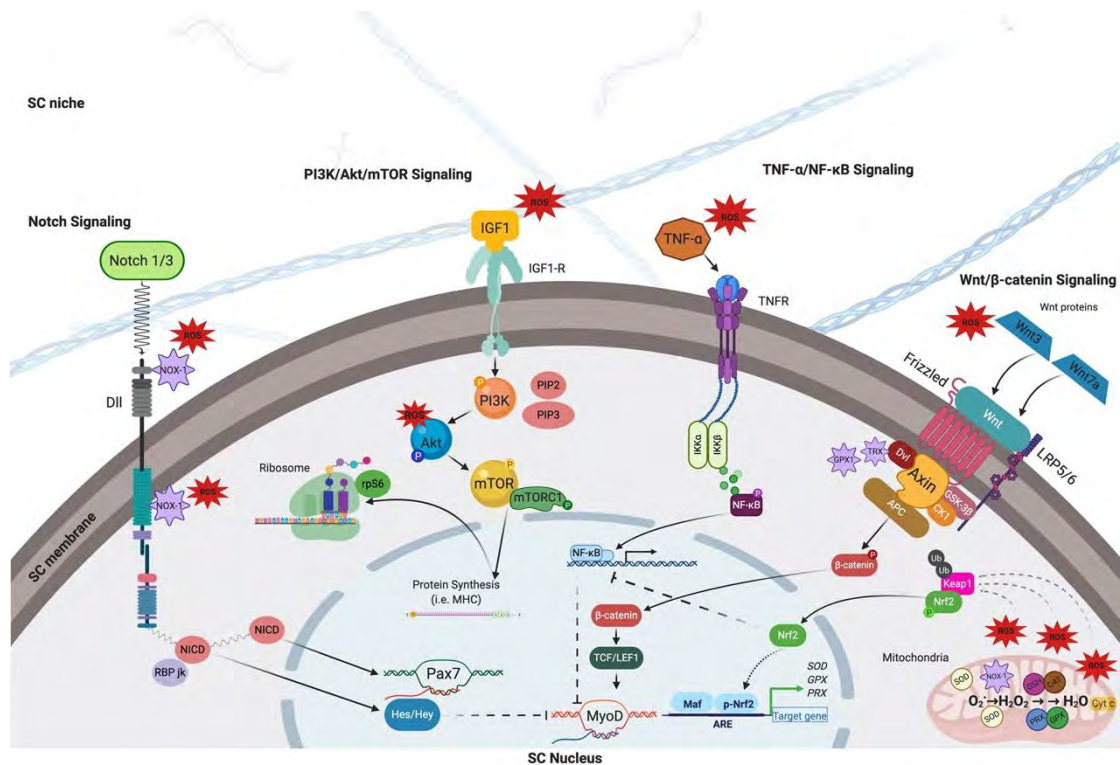 SC niche
PI3K/Akt/mTOR Signaling
TNF-α/NF-κB Signaling
Notch Signaling
Wnt/β-catenin Signaling
Notch 1/3
ROS
NOX-1
Dll
ROS
NOX-1
SC membrane
NICD
NICD
RBP jk
Pax7
Hes/Hey
ROS
IGF1
IGF1-R
P
PI3K
PIP2
PIP3
ROS
Akt
P
mTOR
P
mTORC1
P
Ribosome
rpS6
Protein Synthesis
(i.e. MHC)
ROS
TNF-α
TNFR
IKKα
IKKβ
P
NF-κB
NF-κB
ROS
Wnt proteins
Wnt3
Wnt7a
Frizzled
Wnt
LRP5/6
GPX1
TRX
Dvl
Axin
GSK-3β
CK1
APC
P
β-catenin
β-catenin
TCF/LEF1
MyoD
Ub
Ub
Keap1
Nrf2
P
Nrf2
SOD
GPX
PRX
Maf
p-Nrf2
ARE
Target gene
ROS
ROS
ROS
Mitochondria
SOD
NOX-1
GSH
CAT
O₂⁻→H₂O₂→→H₂O
Cyt c
SOD
PRX
GPX
SC Nucleus